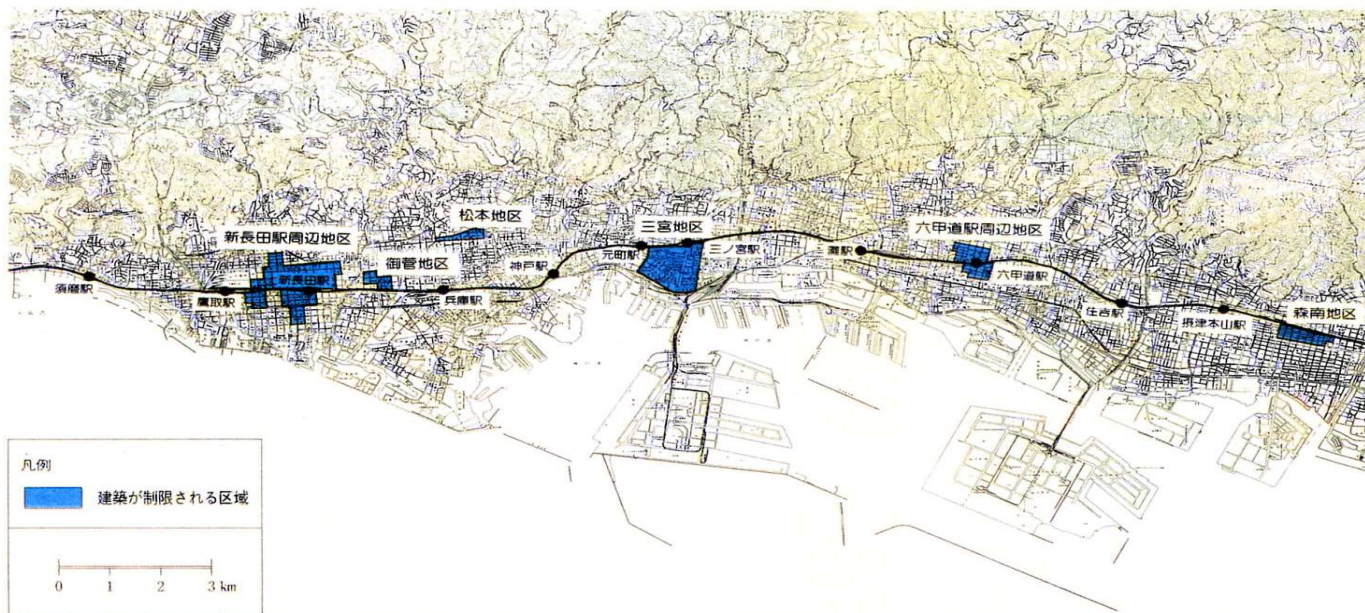 松本地区
三宮地区
六甲道駅周辺地区
新長田駅周辺地区
御菅地区
元町駅
三ノ宮駅
灘駅
神戸駅
六甲道駅
新長田駅
須磨駅
鷹取駅
兵庫駅
住吉駅
摂津本山駅
森南地区
凡例
建築が制限される区域
0 1 2 3 km